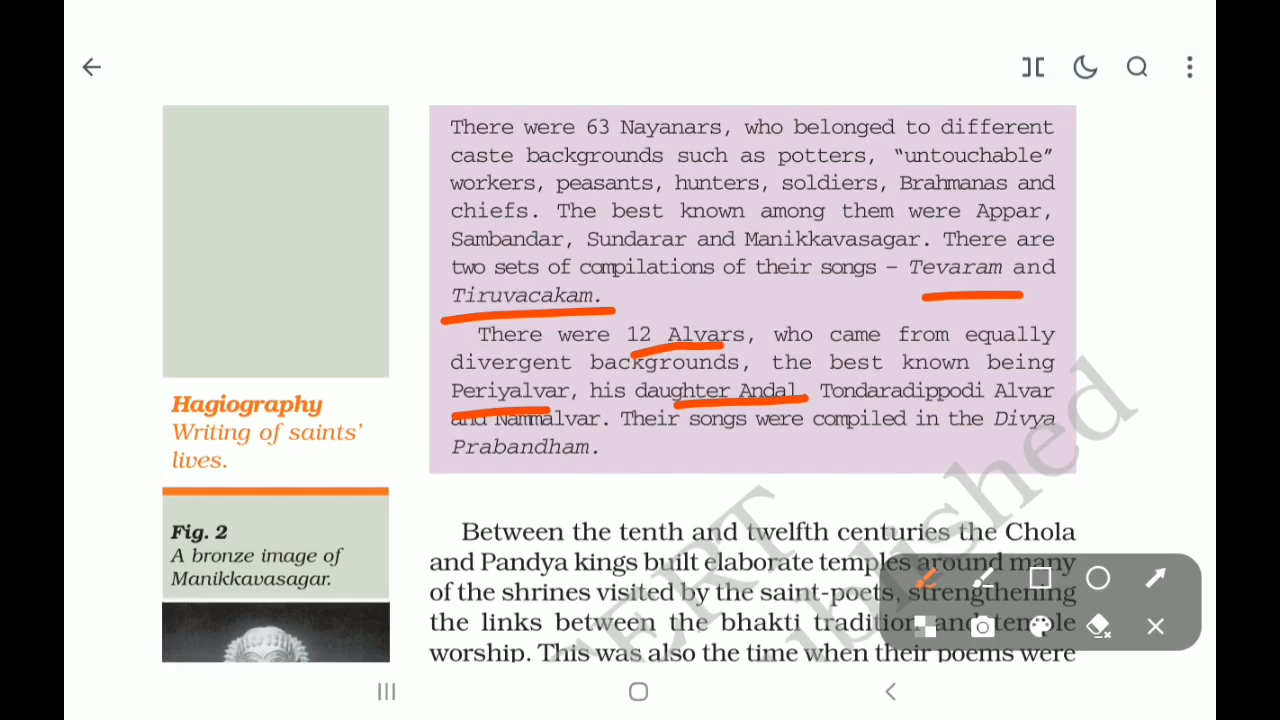 There were 63 Nayanars, who belonged to different
caste backgrounds such as potters, “untouchable”
workers, peasants, hunters, soldiers, Brahmanas and
chiefs. The best known among them were Appar,
Sambandar, Sundarar and Manikkavasagar. There are
two sets of compilations of their songs – Tevaram and
Tiruvacakam.
There were 12 Alvars, who came from equally
divergent backgrounds, the best known being
Periyalvar, his daughter Andal, Tondaradippodi Alvar
and Nammalvar. Their songs were compiled in the Divya
Prabandham.
Hagiography
Writing of saints’
lives.
Fig. 2
A bronze image of
Manikkavasagar.
Between the tenth and twelfth centuries the Chola
and Pandya kings built elaborate temples around many
of the shrines visited by the saint-poets, strengthening
the links between the bhakti tradition and temple
worship. This was also the time when their poems were